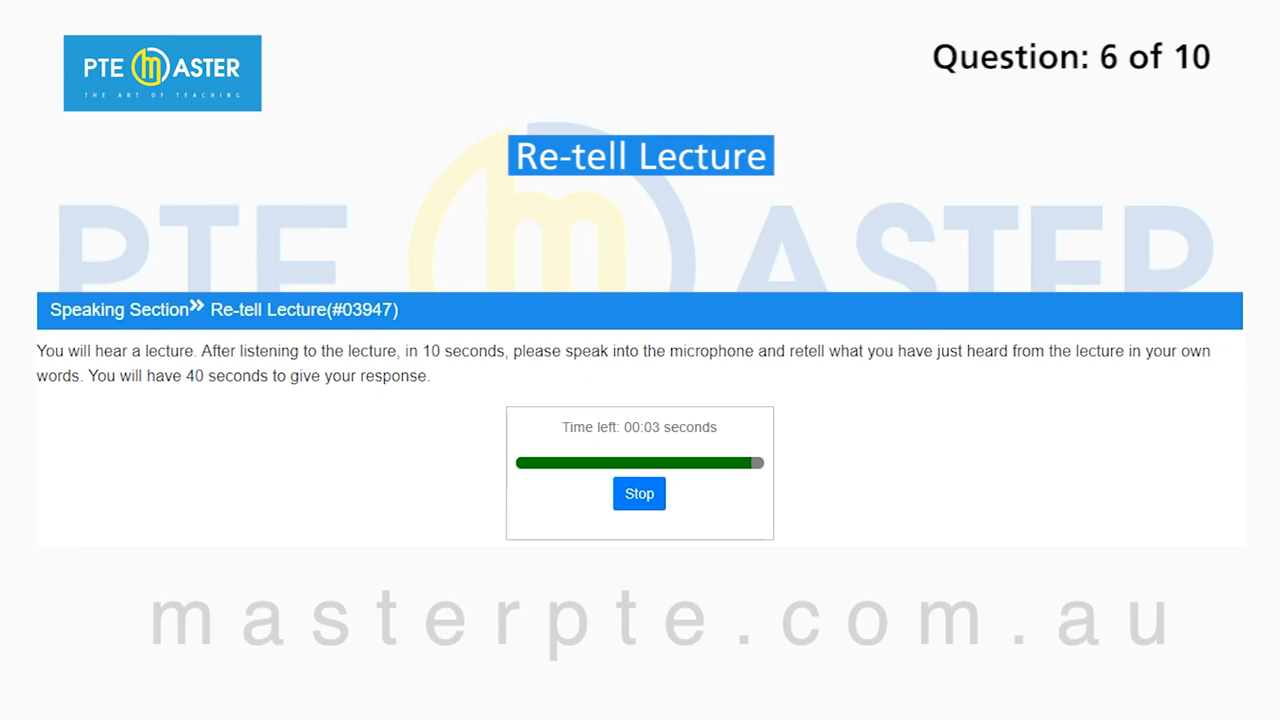 PTE MASTER
THE ART OF TEACHING
Question: 6 of 10
Re-tell Lecture
PTE MASTER
Speaking Section» Re-tell Lecture(#03947)
You will hear a lecture. After listening to the lecture, in 10 seconds, please speak into the microphone and retell what you have just heard from the lecture in your own
words. You will have 40 seconds to give your response.
Time left: 00:03 seconds
Stop
masterpte.com.au